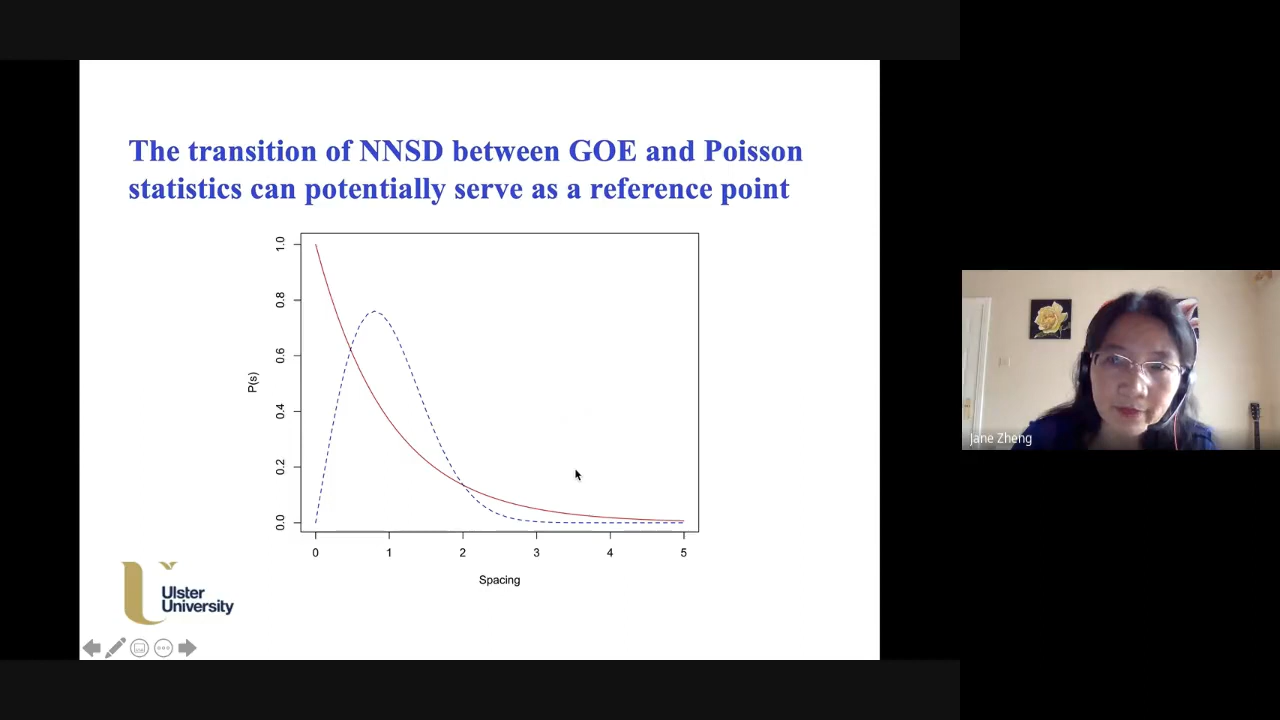 The transition of NNSD between GOE and Poisson
statistics can potentially serve as a reference point
1.0
0.8
0.6
0.4
0.2
0.0
P(s)
0 1 2 3 4 5
Spacing
Ulster
University
Jane Zheng